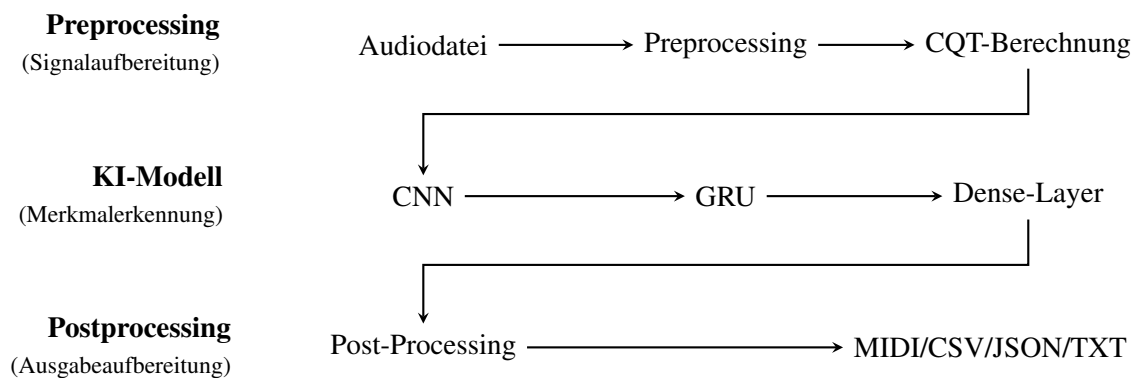 Preprocessing
(Signalaufbereitung)
Audiodatei Preprocessing CQT-Berechnung
KI-Modell
(Merkmalerkennung)
CNN GRU Dense-Layer
Postprocessing
(Ausgabeaufbereitung)
Post-Processing MIDI/CSV/JSON/TXT